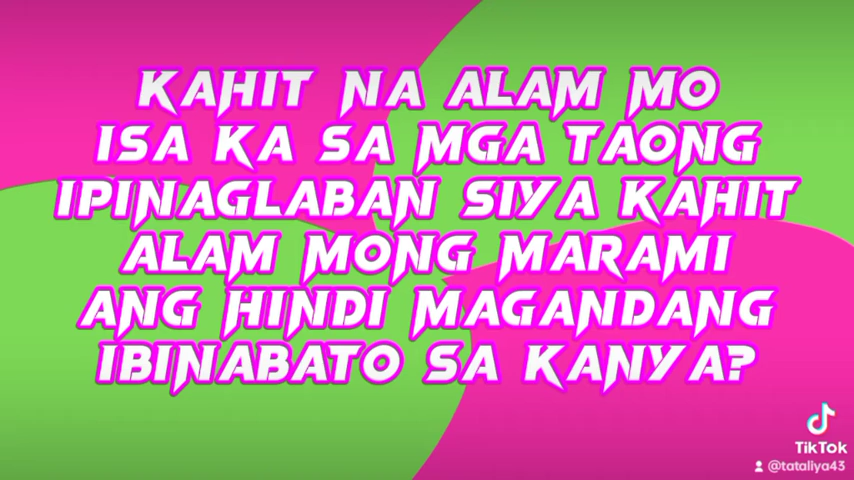 KAHIT NA ALAM MO
ISA KA SA MGA TAONG
IPINAGLABAN SIYA KAHIT
ALAM MONG MARAMI
ANG HINDI MAGANDANG
IBINABATO SA KANYA?
TikTok
@tataliya43